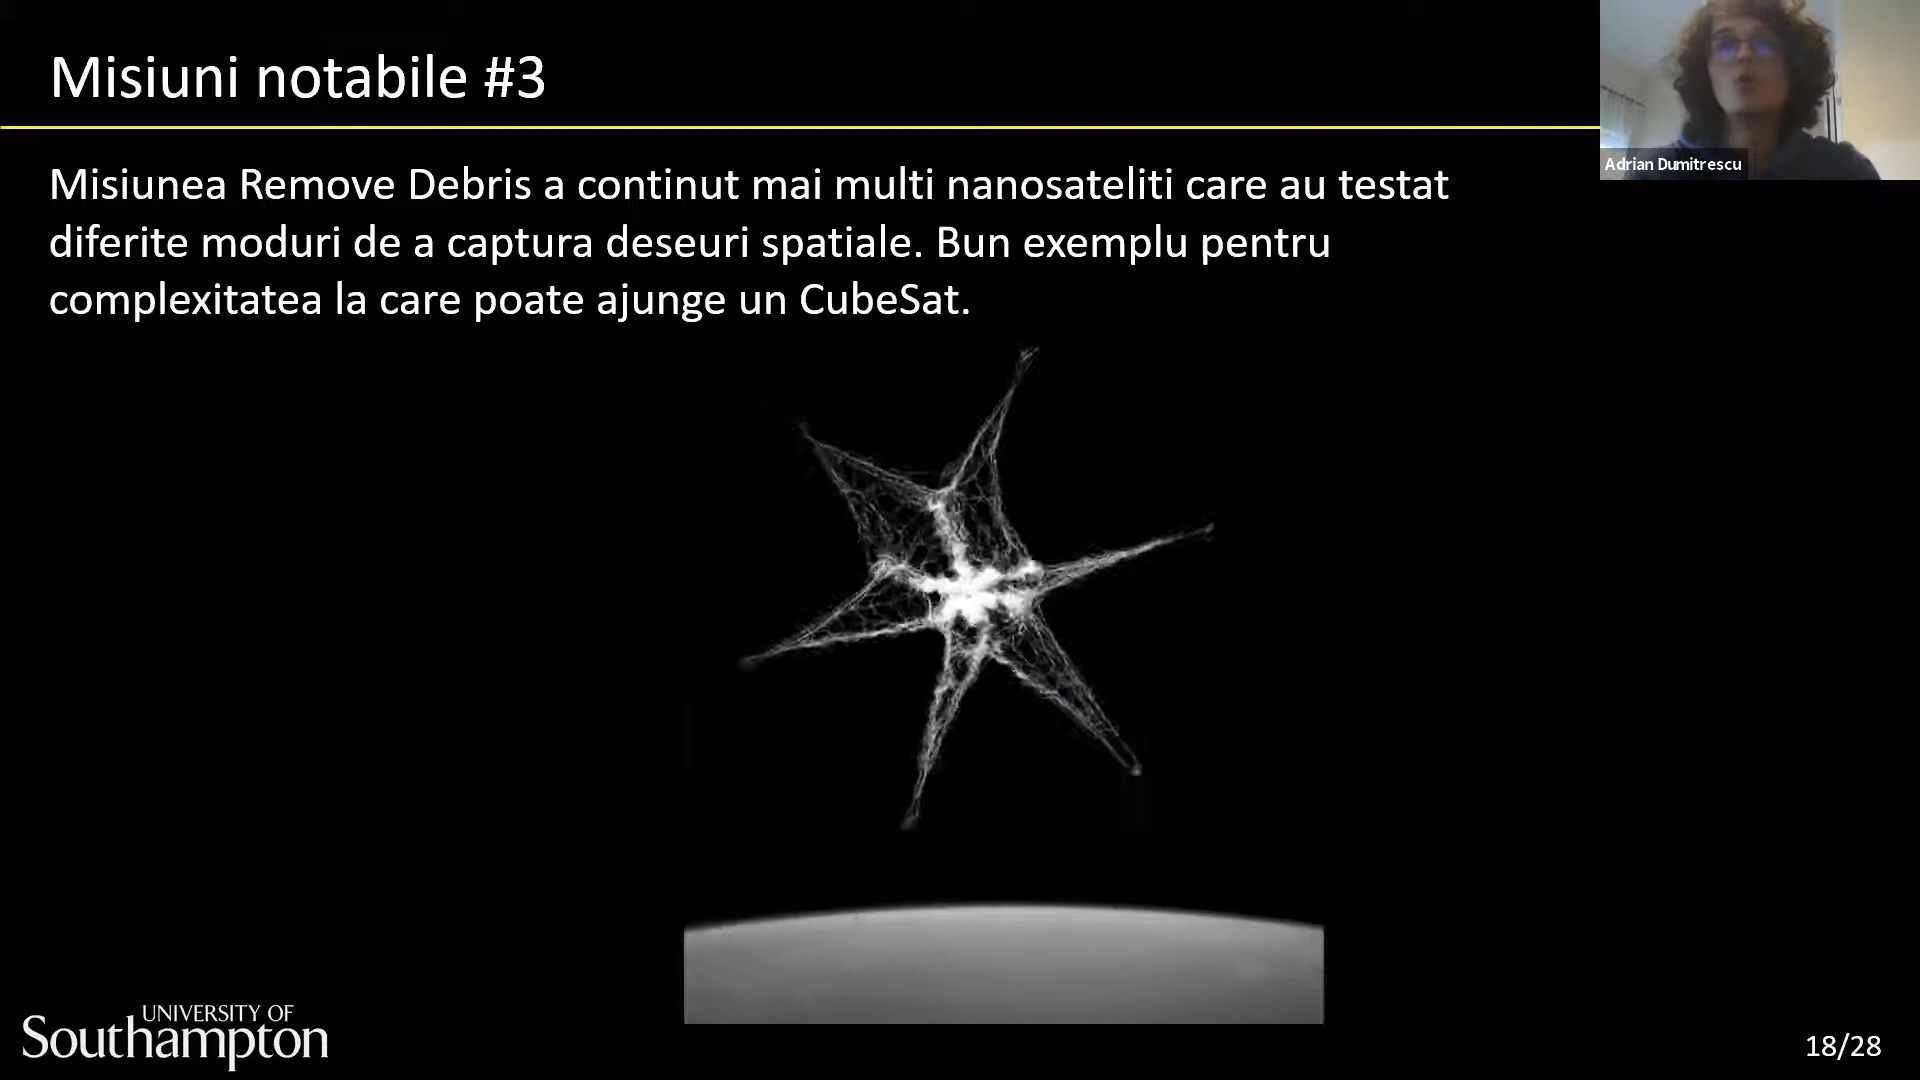 Misiuni notabile #3
Adrian Dumitrescu
Misiunea Remove Debris a continut mai multi nanosateliti care au testat
diferite moduri de a captura deseuri spatiale. Bun exemplu pentru
complexitatea la care poate ajunge un CubeSat.
UNIVERSITY OF
Southampton
18/28